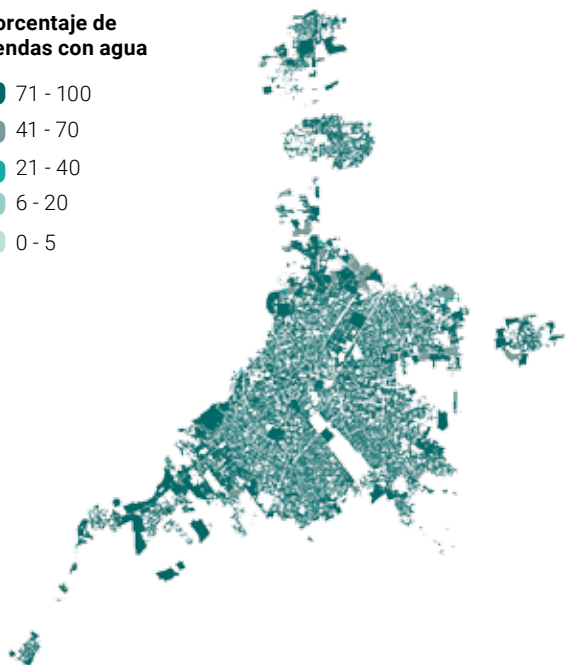 orcentaje de
endas con agua
71 - 100
41 - 70
21 - 40
6 - 20
0 - 5